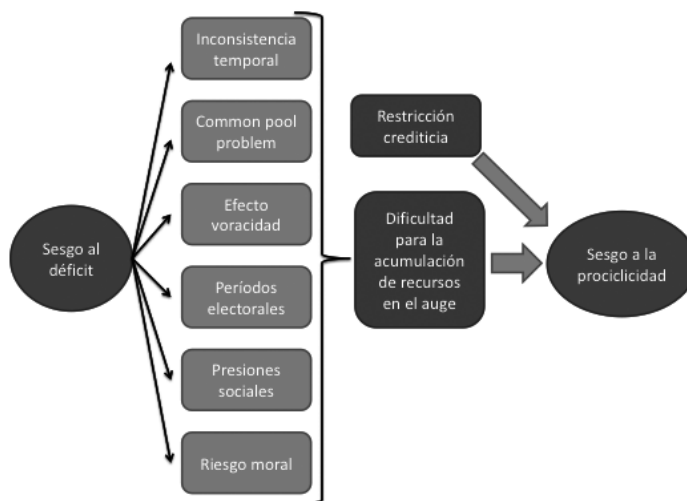 Sesgo al
déficit
Inconsistencia
temporal
Common pool
problem
Efecto
voracidad
Períodos
electorales
Presiones
sociales
Riesgo moral
Restricción
crediticia
Dificultad
para la
acumulación
de recursos
en el auge
Sesgo a la
prociclicidad